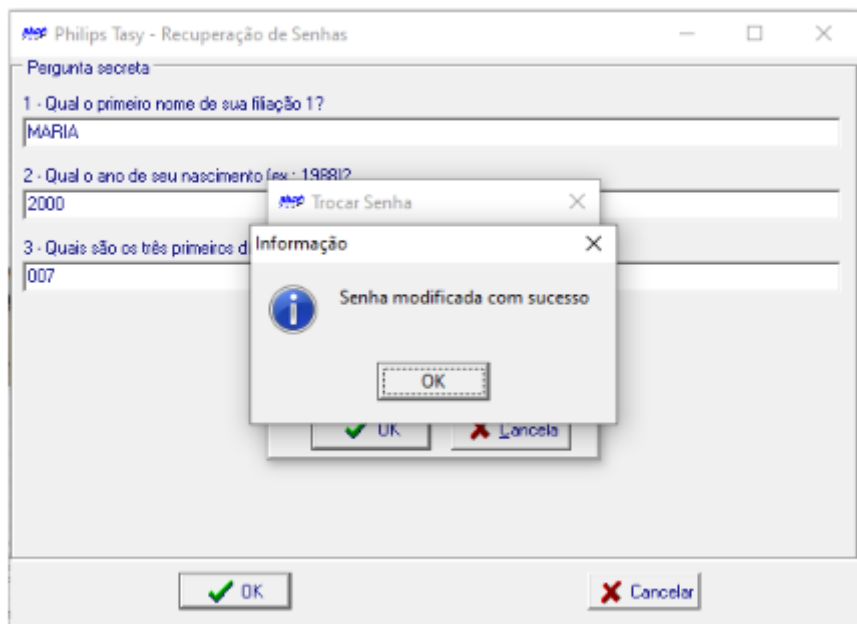 Philips Tasy - Recuperação de Senhas
Pergunta secreta
1 - Qual o primeiro nome de sua filiação 1?
MARIA
2 - Qual o ano de seu nascimento (ex.: 1988)?
2000
Trocar Senha
3 - Quais são os três primeiros
007
Informação
Senha modificada com sucesso
OK
OK Cancela
OK Cancelar